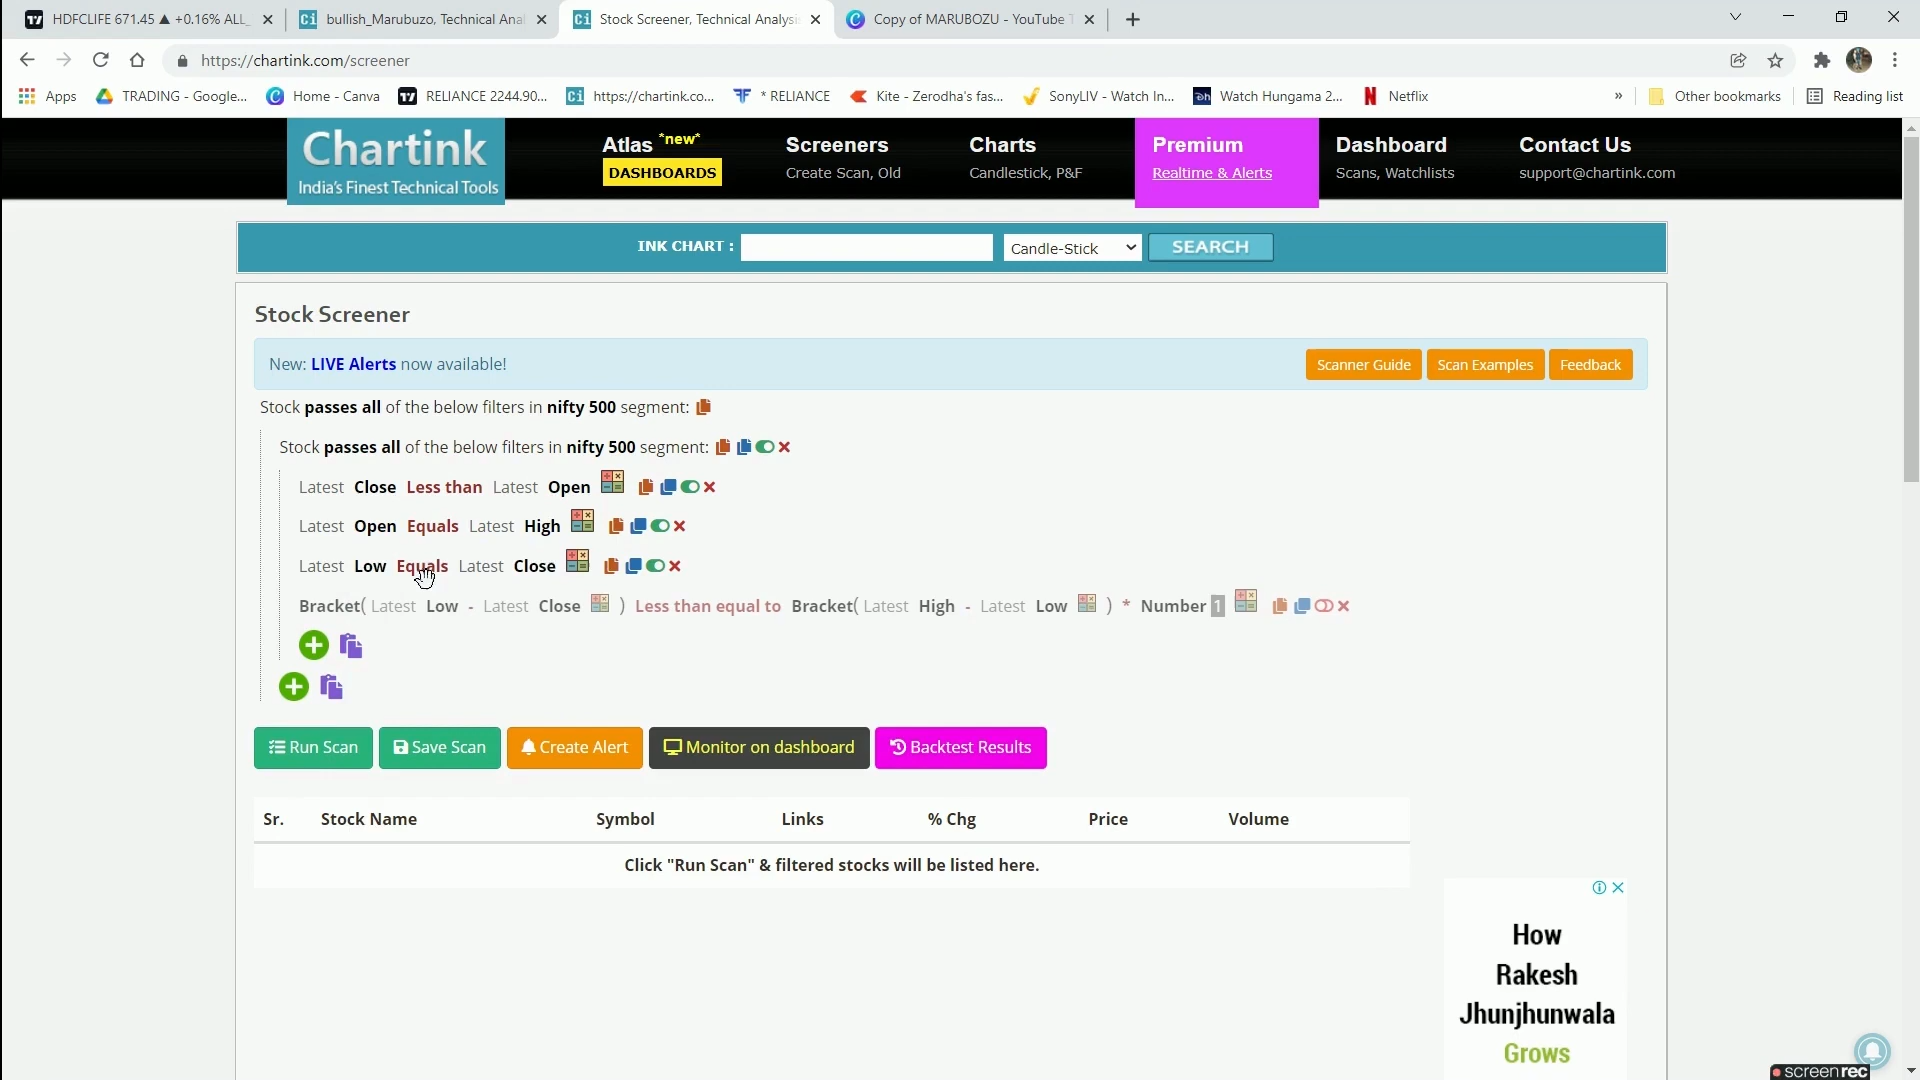 HDFCLIFE 671.45 ▲ +0.16% ALL_
bullish_Marubuzo, Technical Anal
Stock Screener, Technical Analysis
Copy of MARUBOZU - YouTube T
https://chartink.com/screener
Apps TRADING - Google... Home - Canva RELIANCE 2244.90... https://chartink.co... * RELIANCE Kite - Zerodha's fas... SonyLIV - Watch In... Watch Hungama 2... Netflix » Other bookmarks Reading list
Chartink
India's Finest Technical Tools
Atlas *new*
DASHBOARDS
Screeners
Create Scan, Old
Charts
Candlestick, P&F
Premium
Realtime & Alerts
Dashboard
Scans, Watchlists
Contact Us
support@chartink.com
INK CHART : Candle-Stick SEARCH
Stock Screener
New: LIVE Alerts now available! Scanner Guide Scan Examples Feedback
Stock passes all of the below filters in nifty 500 segment:
Stock passes all of the below filters in nifty 500 segment:
Latest Close Less than Latest Open
Latest Open Equals Latest High
Latest Low Equals Latest Close
Bracket( Latest Low - Latest Close ) Less than equal to Bracket( Latest High - Latest Low ) * Number 1
Run Scan Save Scan Create Alert Monitor on dashboard Backtest Results
Sr. Stock Name Symbol Links % Chg Price Volume
Click "Run Scan" & filtered stocks will be listed here.
How
Rakesh
Jhunjhunwala
Grows
screenrec